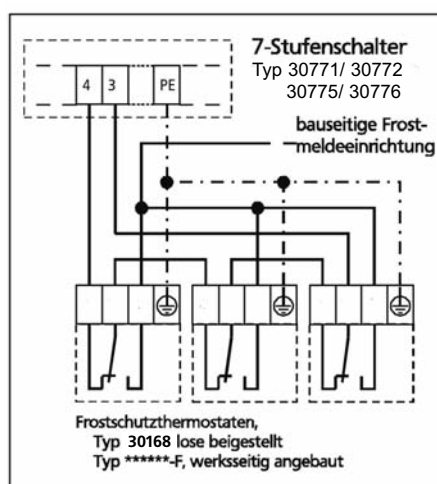 7-Stufenschalter
Typ 30771/ 30772
30775/ 30776
4 3 PE
bauseitige Frost-
meldeeinrichtung
Frostschutzthermostaten,
Typ 30168 lose beigestellt
Typ ******-F, werksseitig angebaut